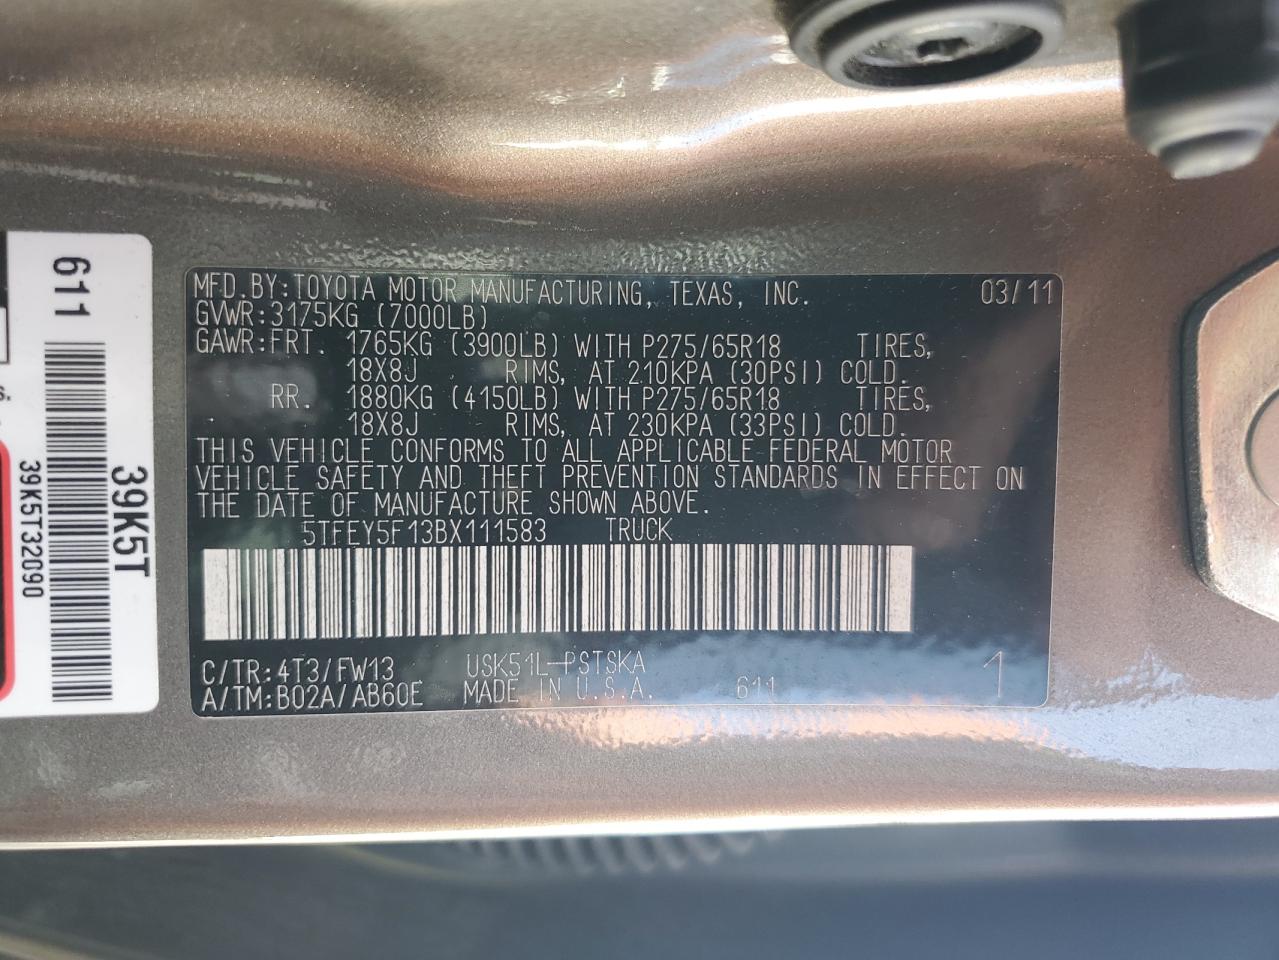 MFD.BY:TOYOTA MOTOR MANUFACTURING, TEXAS, INC. 03/11
GVWR:3175KG (7000LB)
GAWR:FRT. 1765KG (3900LB) WITH P275/65R18 TIRES,
18X8J RIMS, AT 210KPA (30PSI) COLD.
RR. 1880KG (4150LB) WITH P275/65R18 TIRES,
18X8J RIMS, AT 230KPA (33PSI) COLD.
THIS VEHICLE CONFORMS TO ALL APPLICABLE FEDERAL MOTOR
VEHICLE SAFETY AND THEFT PREVENTION STANDARDS IN EFFECT ON
THE DATE OF MANUFACTURE SHOWN ABOVE.
5TFEY5F13BX111583 TRUCK
C/TR:4T3/FW13 USK51L-PSTSKA
A/TM:B02A/AB60E MADE IN U.S.A. 611 1
611
39K5T
39K5T32090